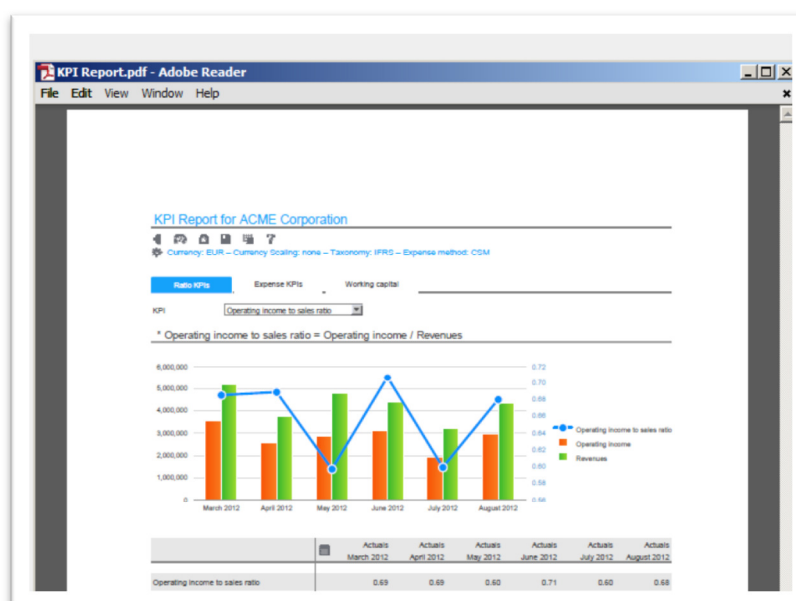 KPI Report.pdf - Adobe Reader
File Edit View Window Help
KPI Report for ACME Corporation
Currency: EUR – Currency Scaling: none – Taxonomy: IFRS – Expense method: CSM
Ratio KPIs Expense KPIs Working capital
KPI Operating income to sales ratio
* Operating income to sales ratio = Operating income / Revenues
6,000,000 0.72
5,000,000 0.70
4,000,000 0.68
3,000,000 0.66
2,000,000 0.64
1,000,000 0.62
0 0.60
0.58
0.56
Operating income to sales ratio
Operating income
Revenues
March 2012 April 2012 May 2012 June 2012 July 2012 August 2012
Actuals Actuals Actuals Actuals Actuals Actuals
March 2012 April 2012 May 2012 June 2012 July 2012 August 2012
Operating income to sales ratio 0.69 0.69 0.60 0.71 0.60 0.68